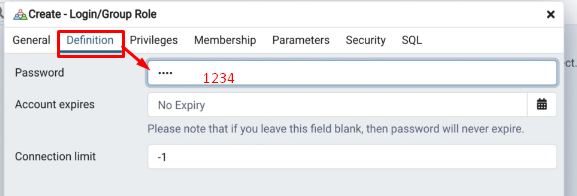 Create - Login/Group Role
General Definition Privileges Membership Parameters Security SQL
Password •••• 1234
Account expires No Expiry
Please note that if you leave this field blank, then password will never expire.
Connection limit -1
ect.